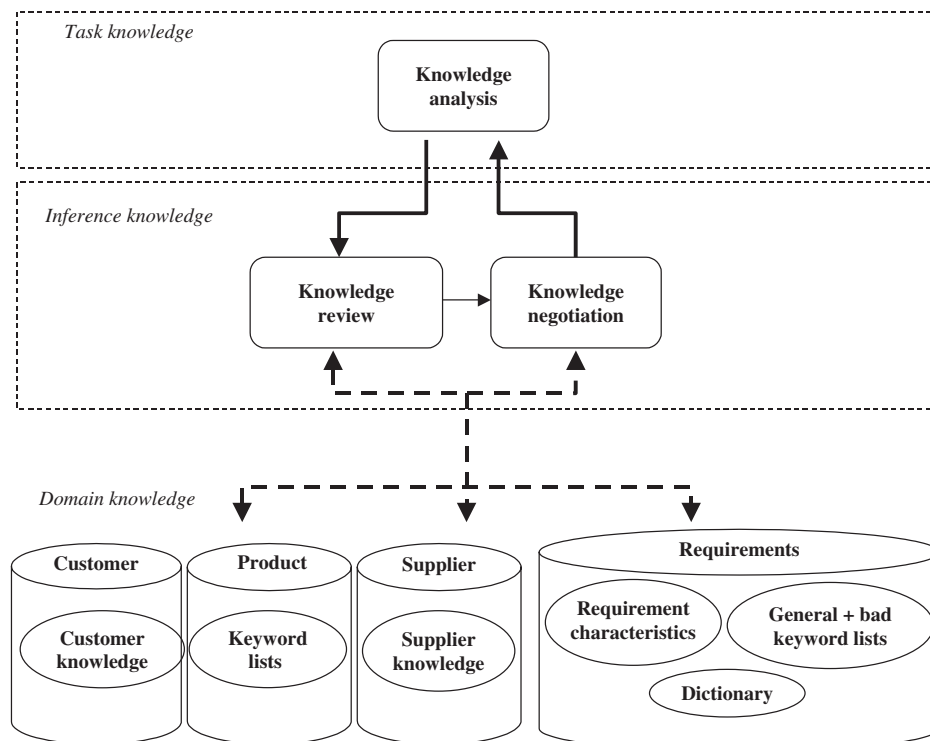 Task knowledge
Knowledge
analysis
Inference knowledge
Knowledge
review
Knowledge
negotiation
Domain knowledge
Customer
Product
Supplier
Requirements
Customer
knowledge
Keyword
lists
Supplier
knowledge
Requirement
characteristics
General + bad
keyword lists
Dictionary